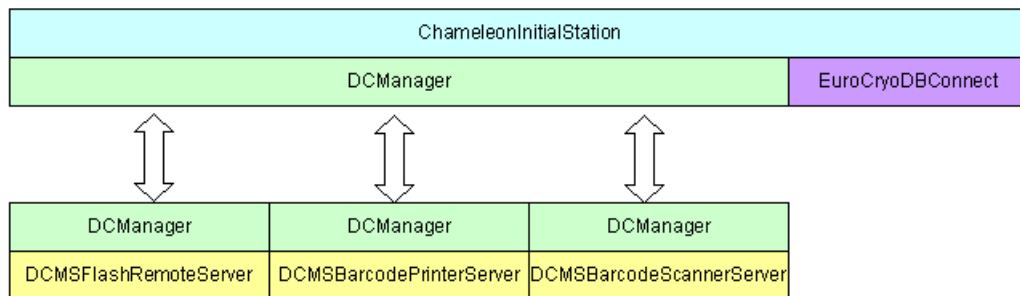 ChameleonInitialStation
DCManager
EuroCryoDBConnect
DCManager
DCManager
DCManager
DCMSFlashRemoteServer
DCMSBarcodePrinterServer
DCMSBarcodeScannerServer